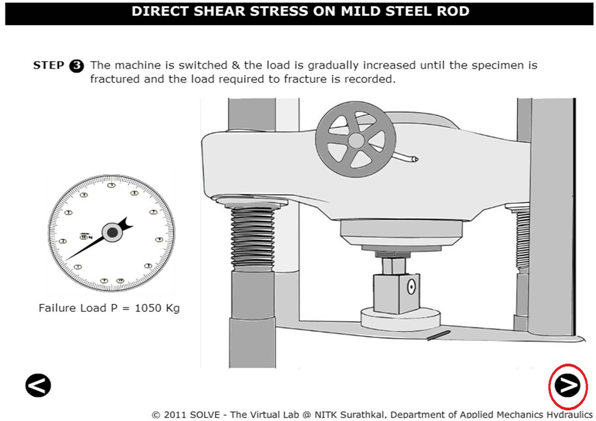 DIRECT SHEAR STRESS ON MILD STEEL ROD
STEP 3 The machine is switched & the load is gradually increased until the specimen is
fractured and the load required to fracture is recorded.
Failure Load P = 1050 Kg
© 2011 SOLVE - The Virtual Lab @ NITK Surathkal, Department of Applied Mechanics Hydraulics